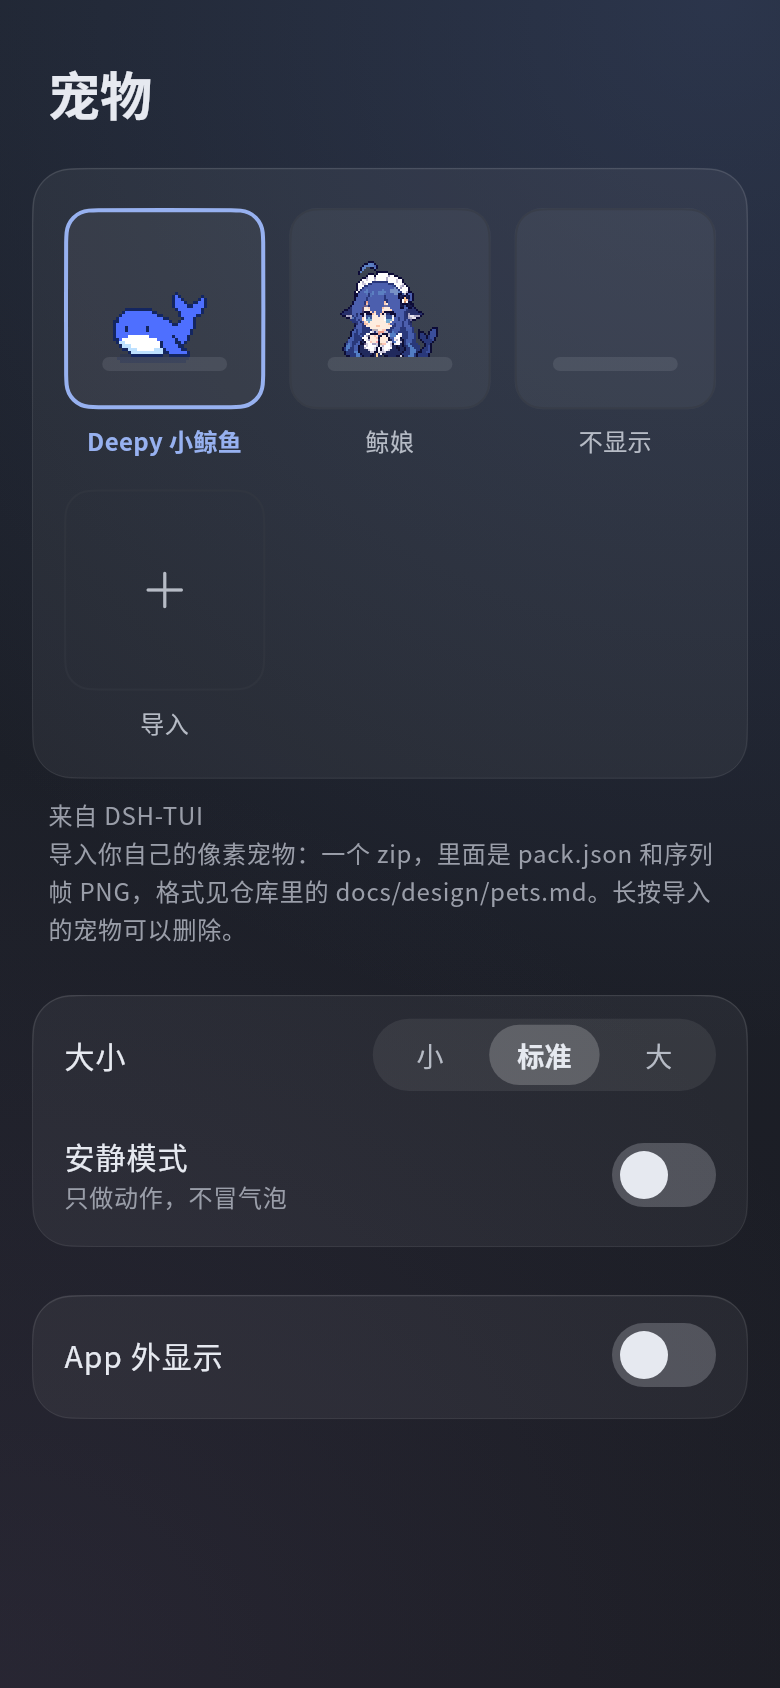 宠物
Deepy 小鲸鱼
鲸娘
不显示
导入
来自 DSH-TUI
导入你自己的像素宠物：一个 zip，里面是 pack.json 和序列
帧 PNG，格式见仓库里的 docs/design/pets.md。长按导入
的宠物可以删除。
大小
小
标准
大
安静模式
只做动作，不冒气泡
App 外显示